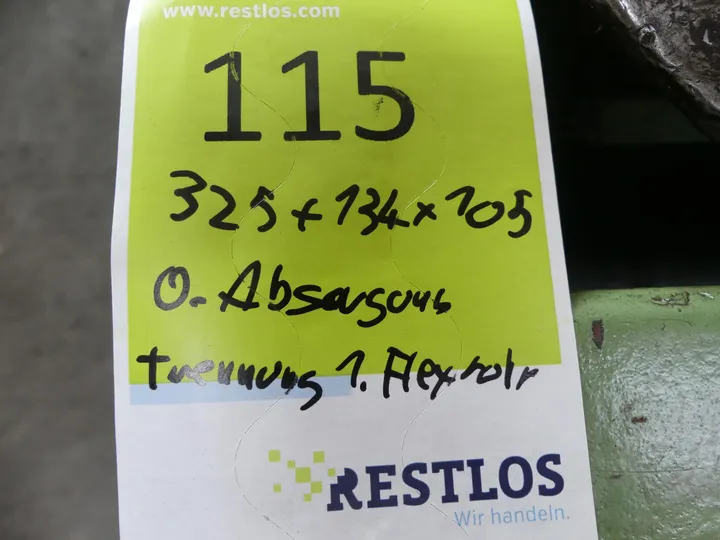 www.restlos.com
115
325 x 134 x 105
O. Absaugung
trennung 1. Flexrohr
RESTLOS
Wir handeln.